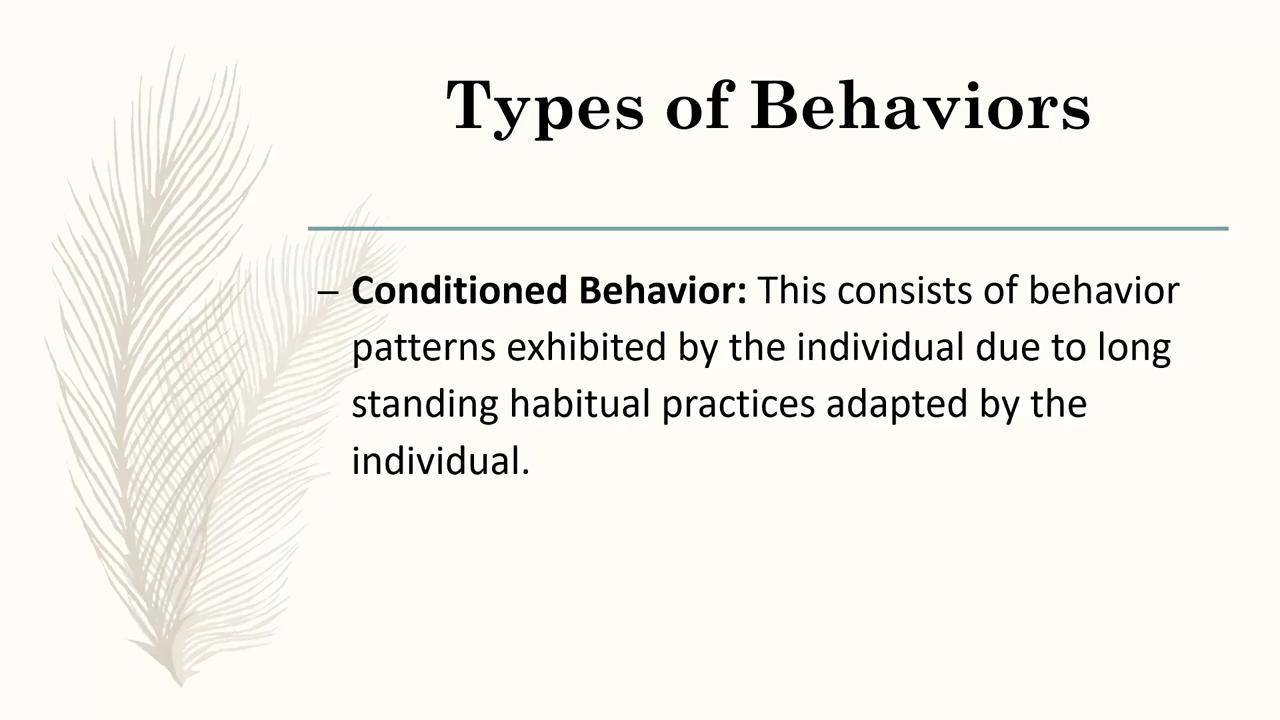 Types of Behaviors
– Conditioned Behavior: This consists of behavior
patterns exhibited by the individual due to long
standing habitual practices adapted by the
individual.